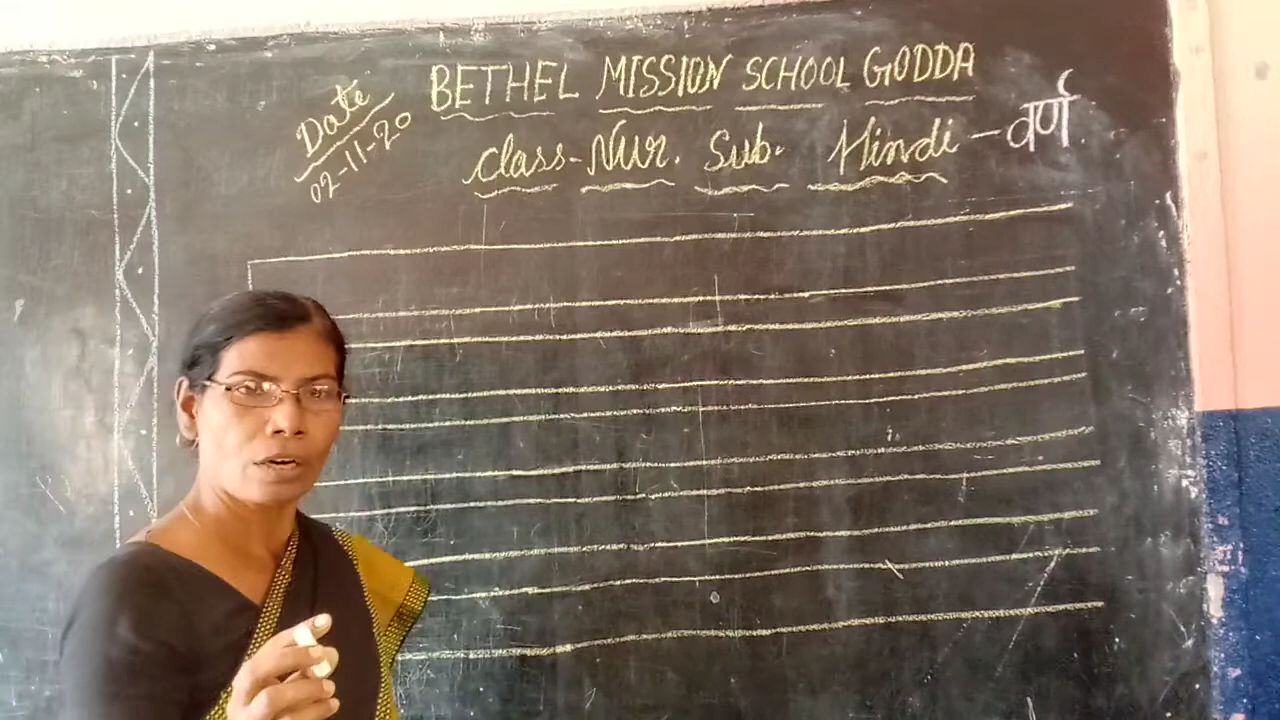 BETHEL MISSION SCHOOL GODDA
Date
02-11-20
class-Nur. Sub. Hindi - वर्ण